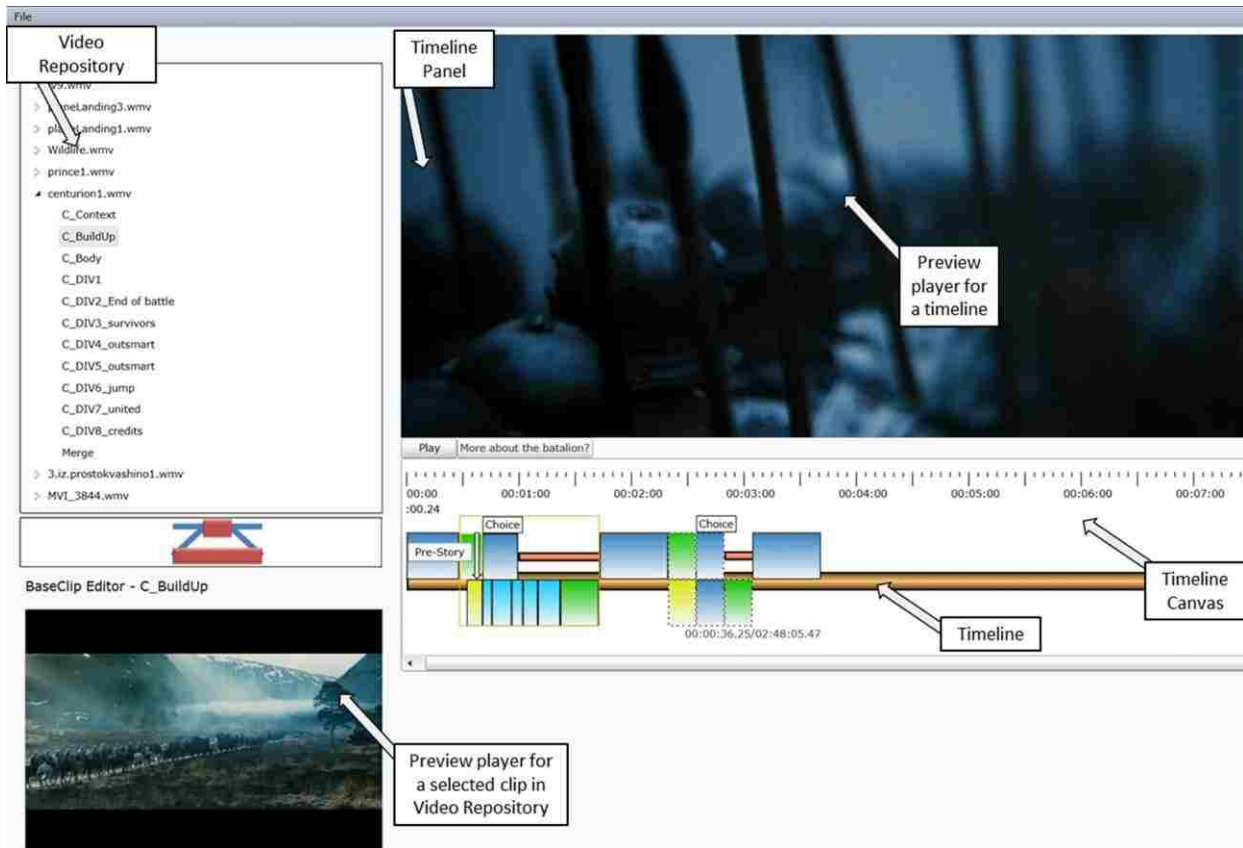 File
Video
Repository
v9.wmv
planeLanding1.wmv
Wildlife.wmv
prince1.wmv
centurion1.wmv
C_Context
C_BuildUp
C_Body
C_DIV1
C_DIV2_End of battle
C_DIV3_survivors
C_DIV4_outsmart
C_DIV5_outsmart
C_DIV6_jump
C_DIV7_united
C_DIV8_credits
Merge
3.iz.prostokvashino1.wmv
MVI_3844.wmv
BaseClip Editor - C_BuildUp
Preview player for
a selected clip in
Video Repository
Timeline
Panel
Preview
player for
a timeline
Play More about the batalion?
00:00 00:01:00 00:02:00 00:03:00 00:04:00 00:05:00 00:06:00 00:07:00
:00.24
Choice Choice
Pre-Story
00:00:36.25/02:48:05.47
Timeline
Timeline
Canvas